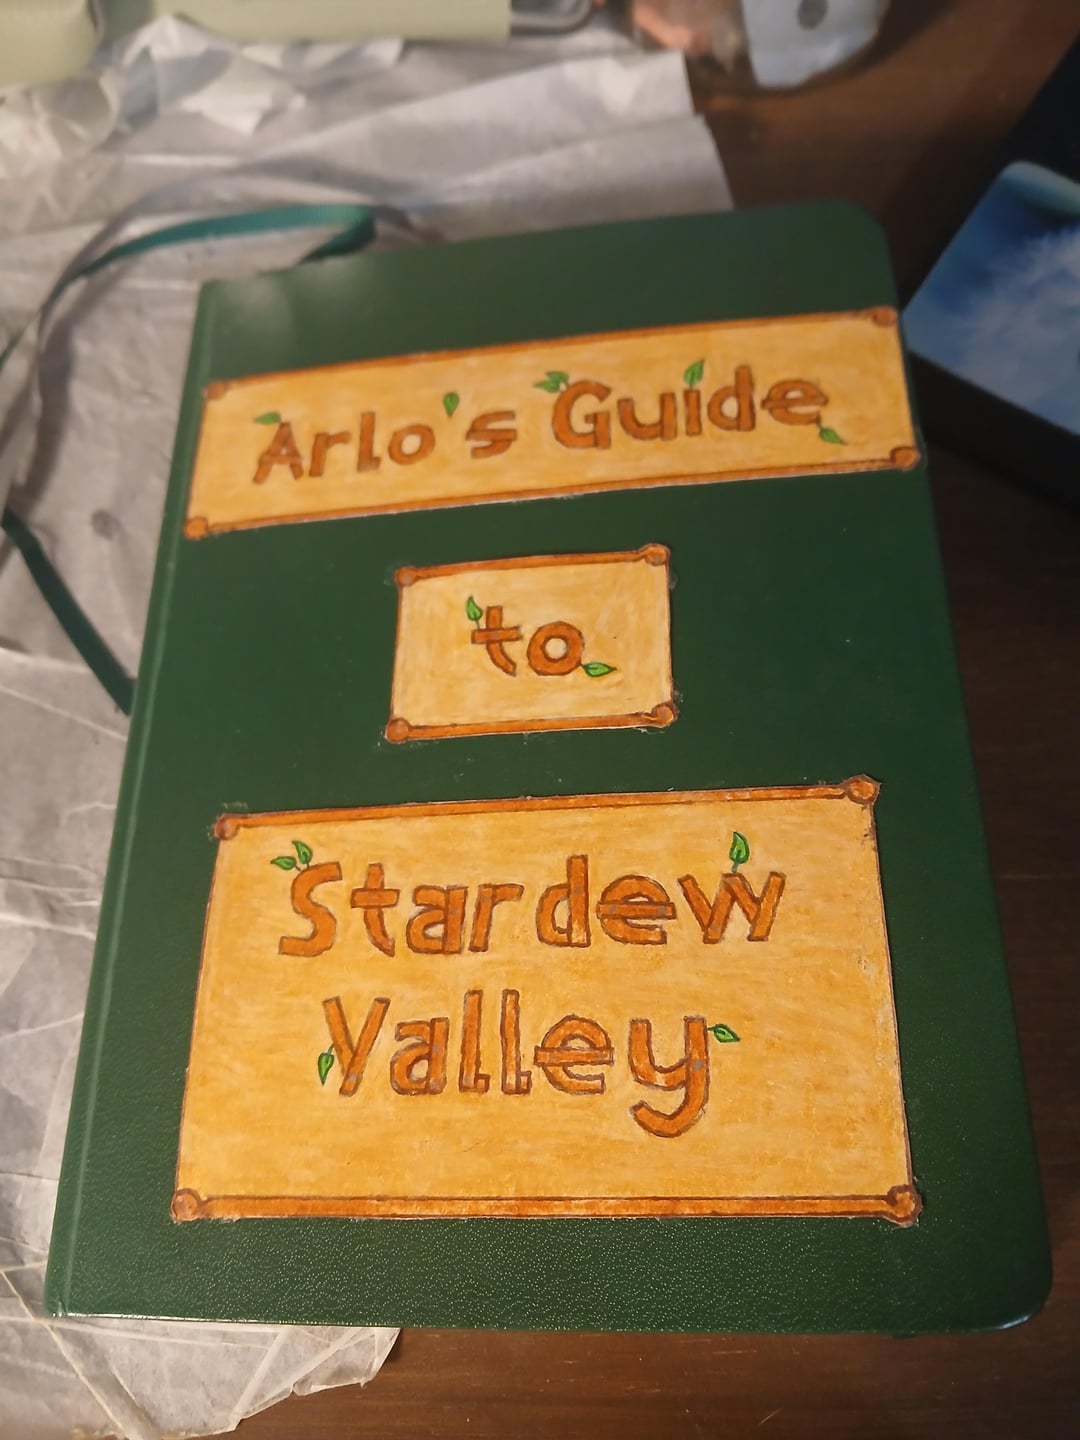 Arlo's Guide
to
Stardew
Valley